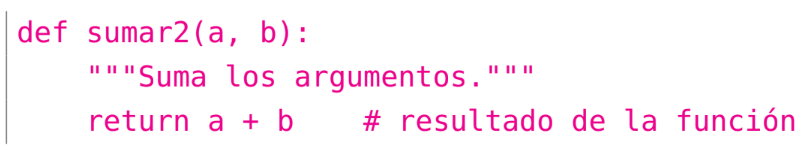 def sumar2(a, b):
    """Suma los argumentos."""
    return a + b    # resultado de la función